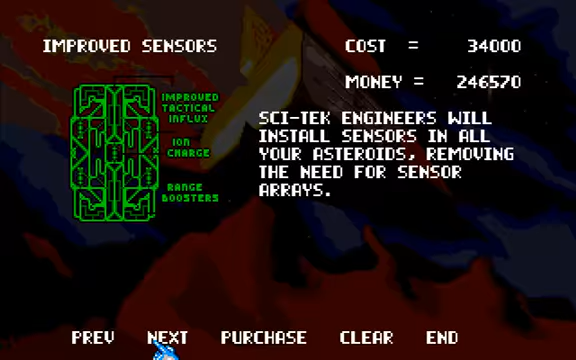 IMPROVED SENSORS
COST = 34000
MONEY = 246570
IMPROVED
TACTICAL
INFLUX
ION
CHARGE
RANGE
BOOSTERS
SCI-TEK ENGINEERS WILL
INSTALL SENSORS IN ALL
YOUR ASTEROIDS, REMOVING
THE NEED FOR SENSOR
ARRAYS.
PREV NEXT PURCHASE CLEAR END